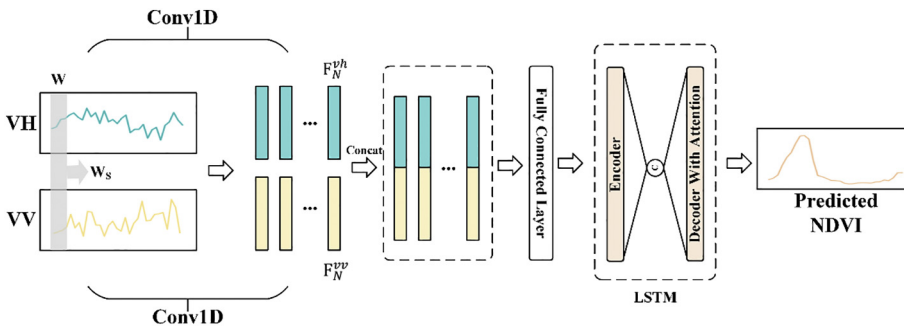 Conv1D
W
VH
W_S
VV
F_N^{vh}
...
...
F_N^{vv}
Conv1D
Concat
...
Fully Connected Layer
Encoder
C
Decoder With Attention
LSTM
Predicted
NDVI